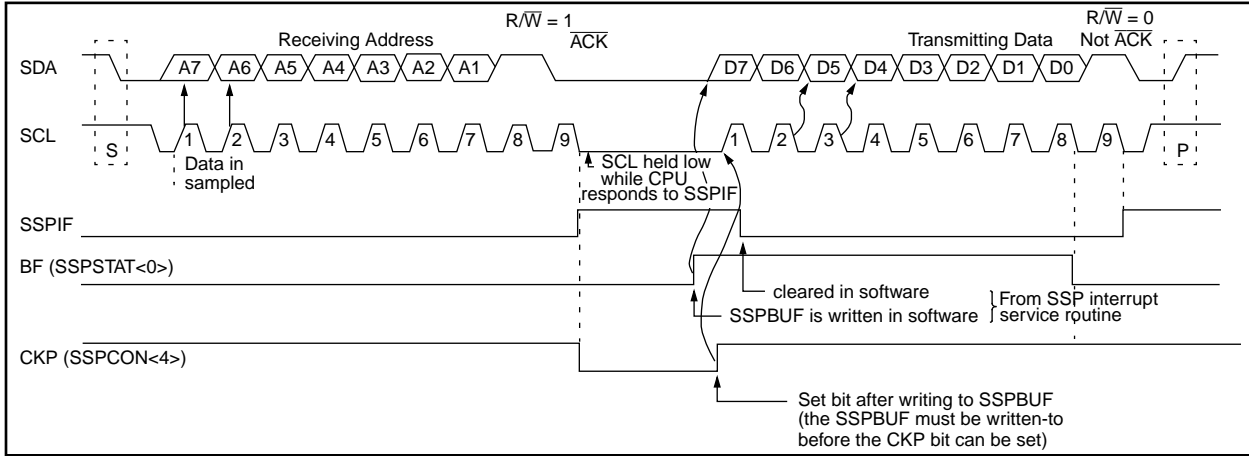 R/W̅ = 1
A̅C̅K̅
R/W̅ = 0
Not A̅C̅K̅
Receiving Address
Transmitting Data
SDA A7 A6 A5 A4 A3 A2 A1 D7 D6 D5 D4 D3 D2 D1 D0
SCL 1 2 3 4 5 6 7 8 9 1 2 3 4 5 6 7 8 9
S
P
Data in
sampled
SCL held low
while CPU
responds to SSPIF
SSPIF
BF (SSPSTAT<0>)
cleared in software
SSPBUF is written in software
From SSP interrupt
service routine
CKP (SSPCON<4>)
Set bit after writing to SSPBUF
(the SSPBUF must be written-to
before the CKP bit can be set)